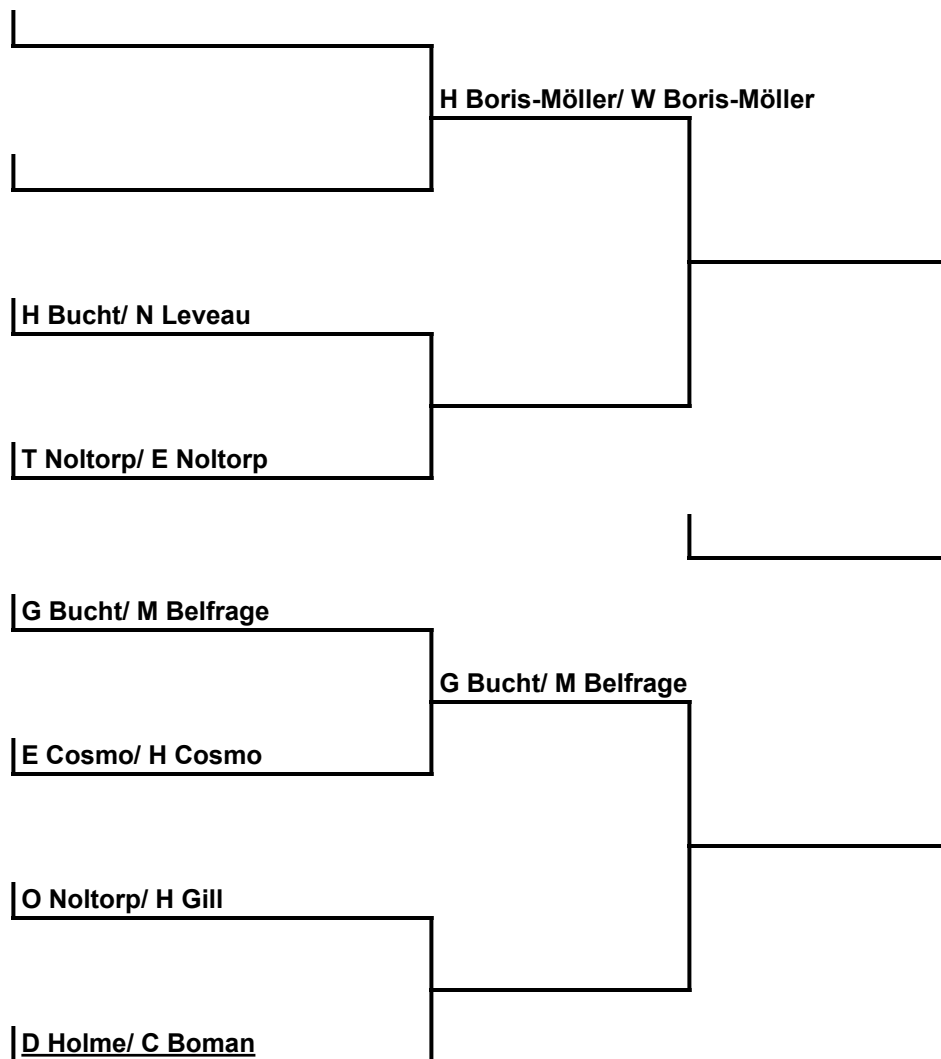 H Boris-Möller/ W Boris-Möller
H Bucht/ N Leveau
T Noltorp/ E Noltorp
G Bucht/ M Belfrage
G Bucht/ M Belfrage
E Cosmo/ H Cosmo
O Noltorp/ H Gill
D Holme/ C Boman